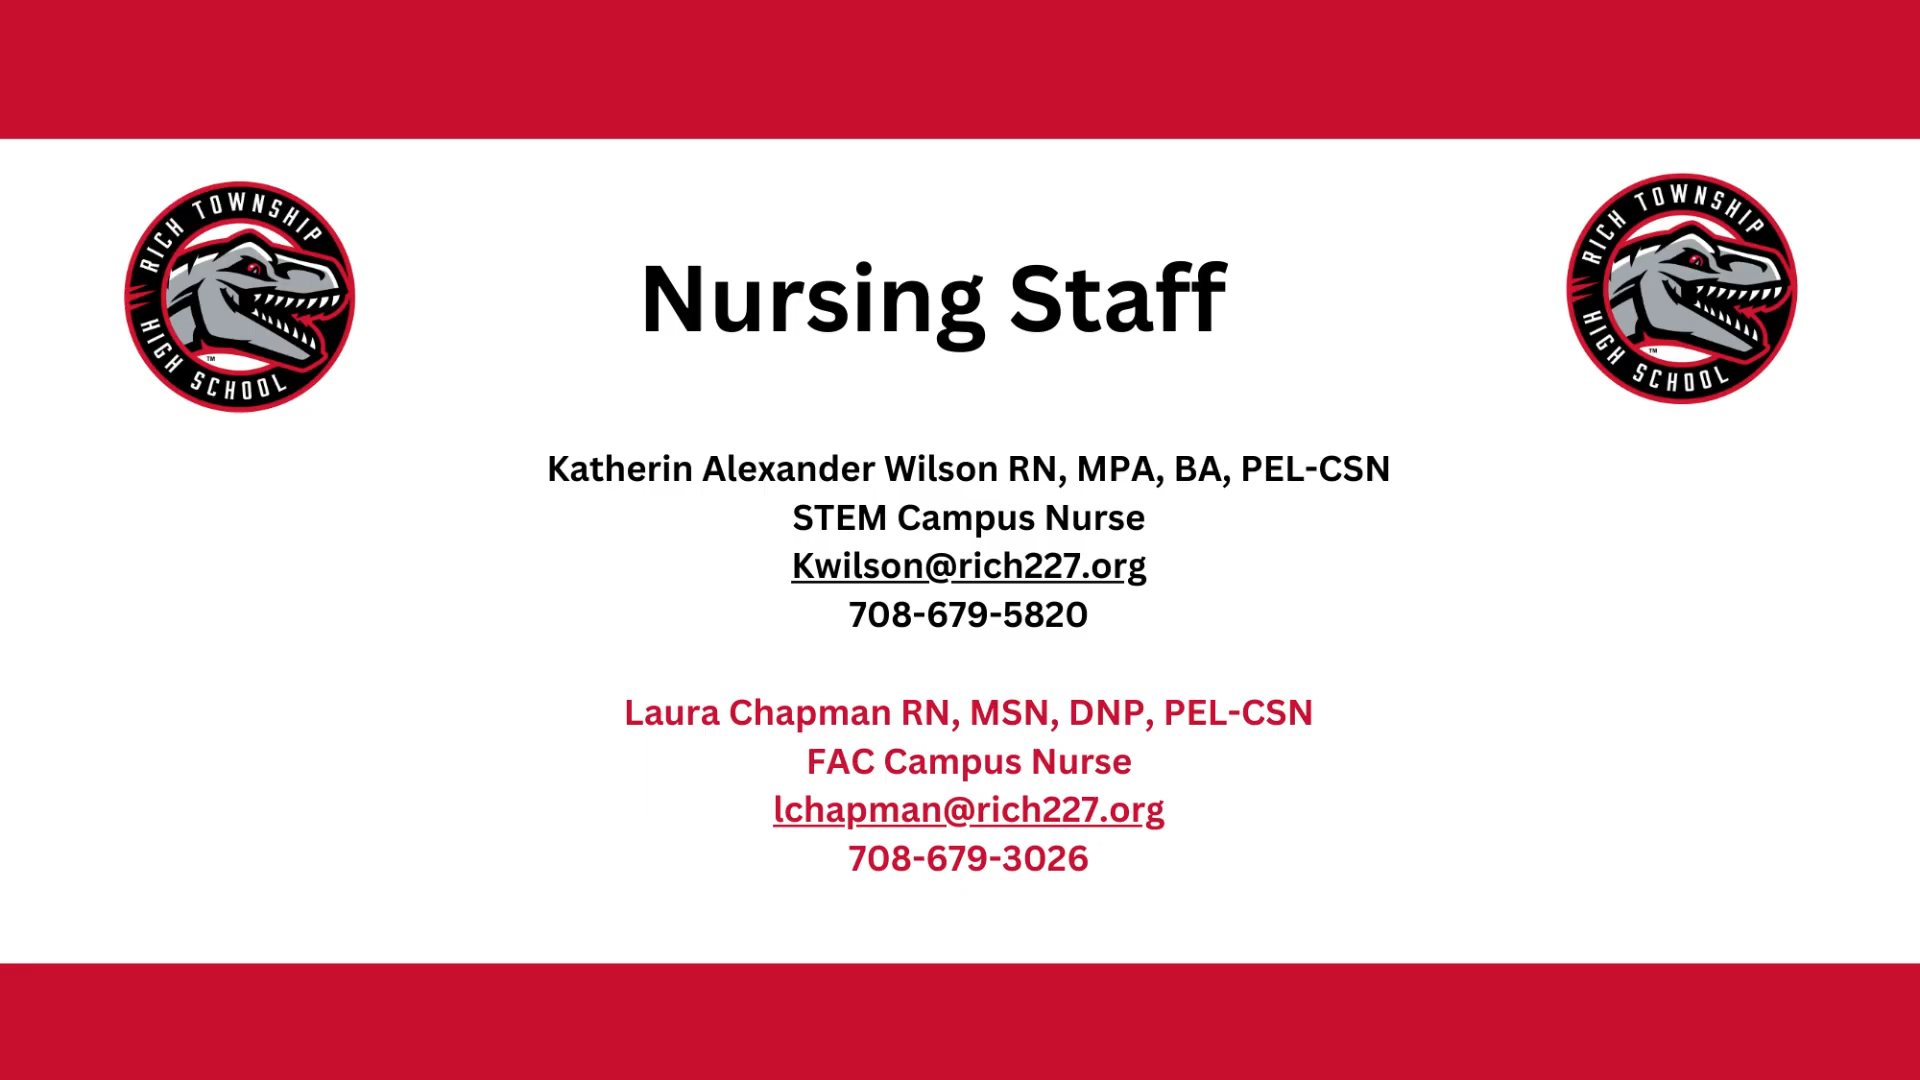 RICH TOWNSHIP
HIGH SCHOOL
TM
RICH TOWNSHIP
HIGH SCHOOL
TM
Nursing Staff
Katherin Alexander Wilson RN, MPA, BA, PEL-CSN
STEM Campus Nurse
Kwilson@rich227.org
708-679-5820
Laura Chapman RN, MSN, DNP, PEL-CSN
FAC Campus Nurse
lchapman@rich227.org
708-679-3026